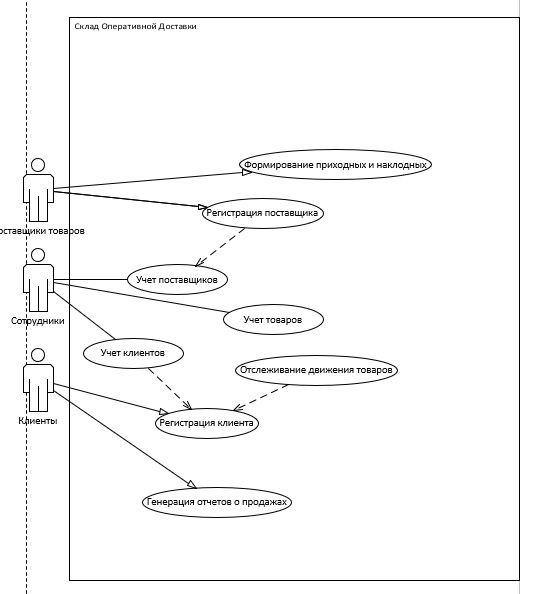 Склад Оперативной Доставки
Формирование приходных и наклодных
Регистрация поставщика
оставщики товаров
Учет поставщиков
Сотрудники
Учет товаров
Учет клиентов
Отслеживание движения товаров
Клиенты
Регистрация клиента
Генерация отчетов о продажах